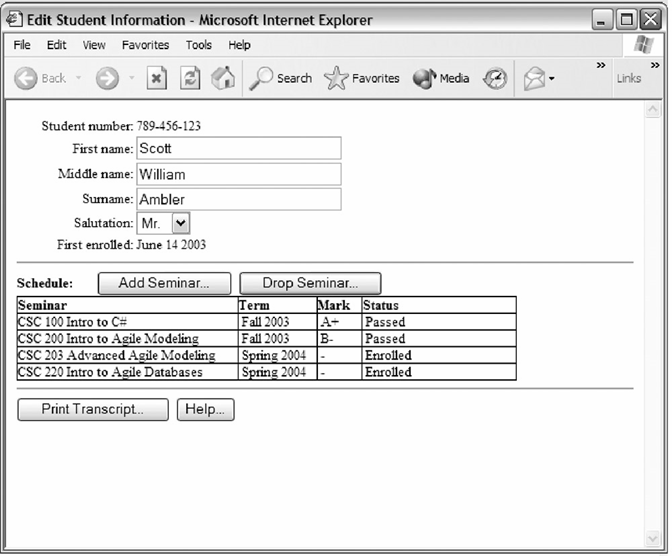 Edit Student Information - Microsoft Internet Explorer
File Edit View Favorites Tools Help
Back Search Favorites Media » Links »
Student number: 789-456-123
First name: Scott
Middle name: William
Surname: Ambler
Salutation: Mr.
First enrolled: June 14 2003
Schedule: Add Seminar... Drop Seminar...
Seminar Term Mark Status
CSC 100 Intro to C# Fall 2003 A+ Passed
CSC 200 Intro to Agile Modeling Fall 2003 B- Passed
CSC 203 Advanced Agile Modeling Spring 2004 - Enrolled
CSC 220 Intro to Agile Databases Spring 2004 - Enrolled
Print Transcript... Help...